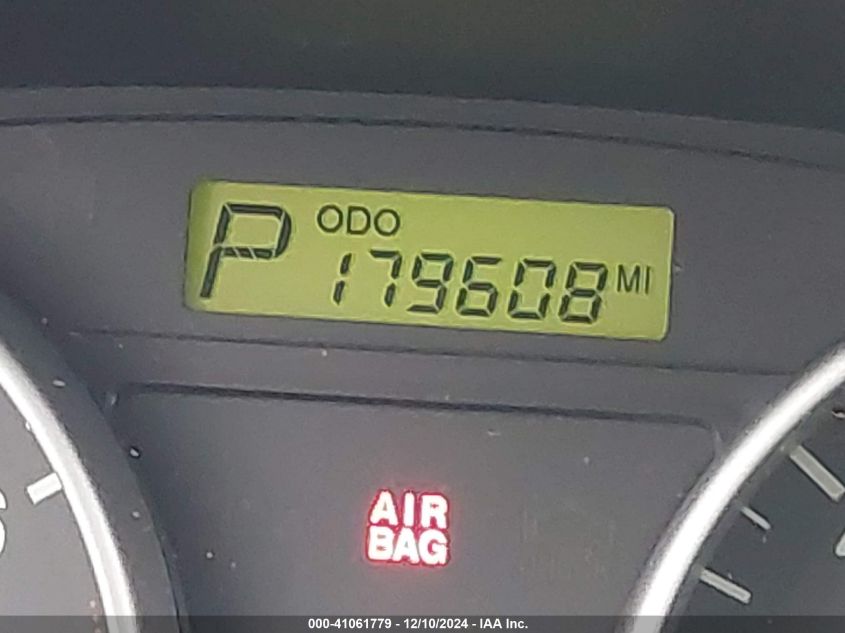 P ODO
179608 MI
AIR
BAG
000-41061779 - 12/10/2024 - IAA Inc.